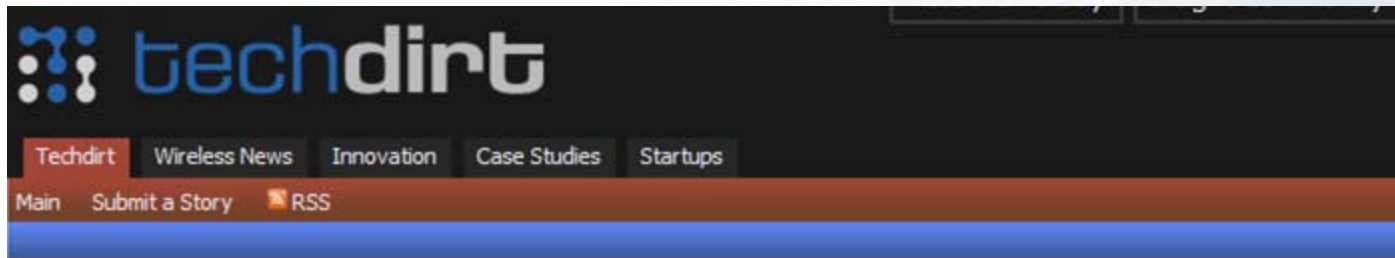 techdirt
Techdirt Wireless News Innovation Case Studies Startups
Main Submit a Story RSS